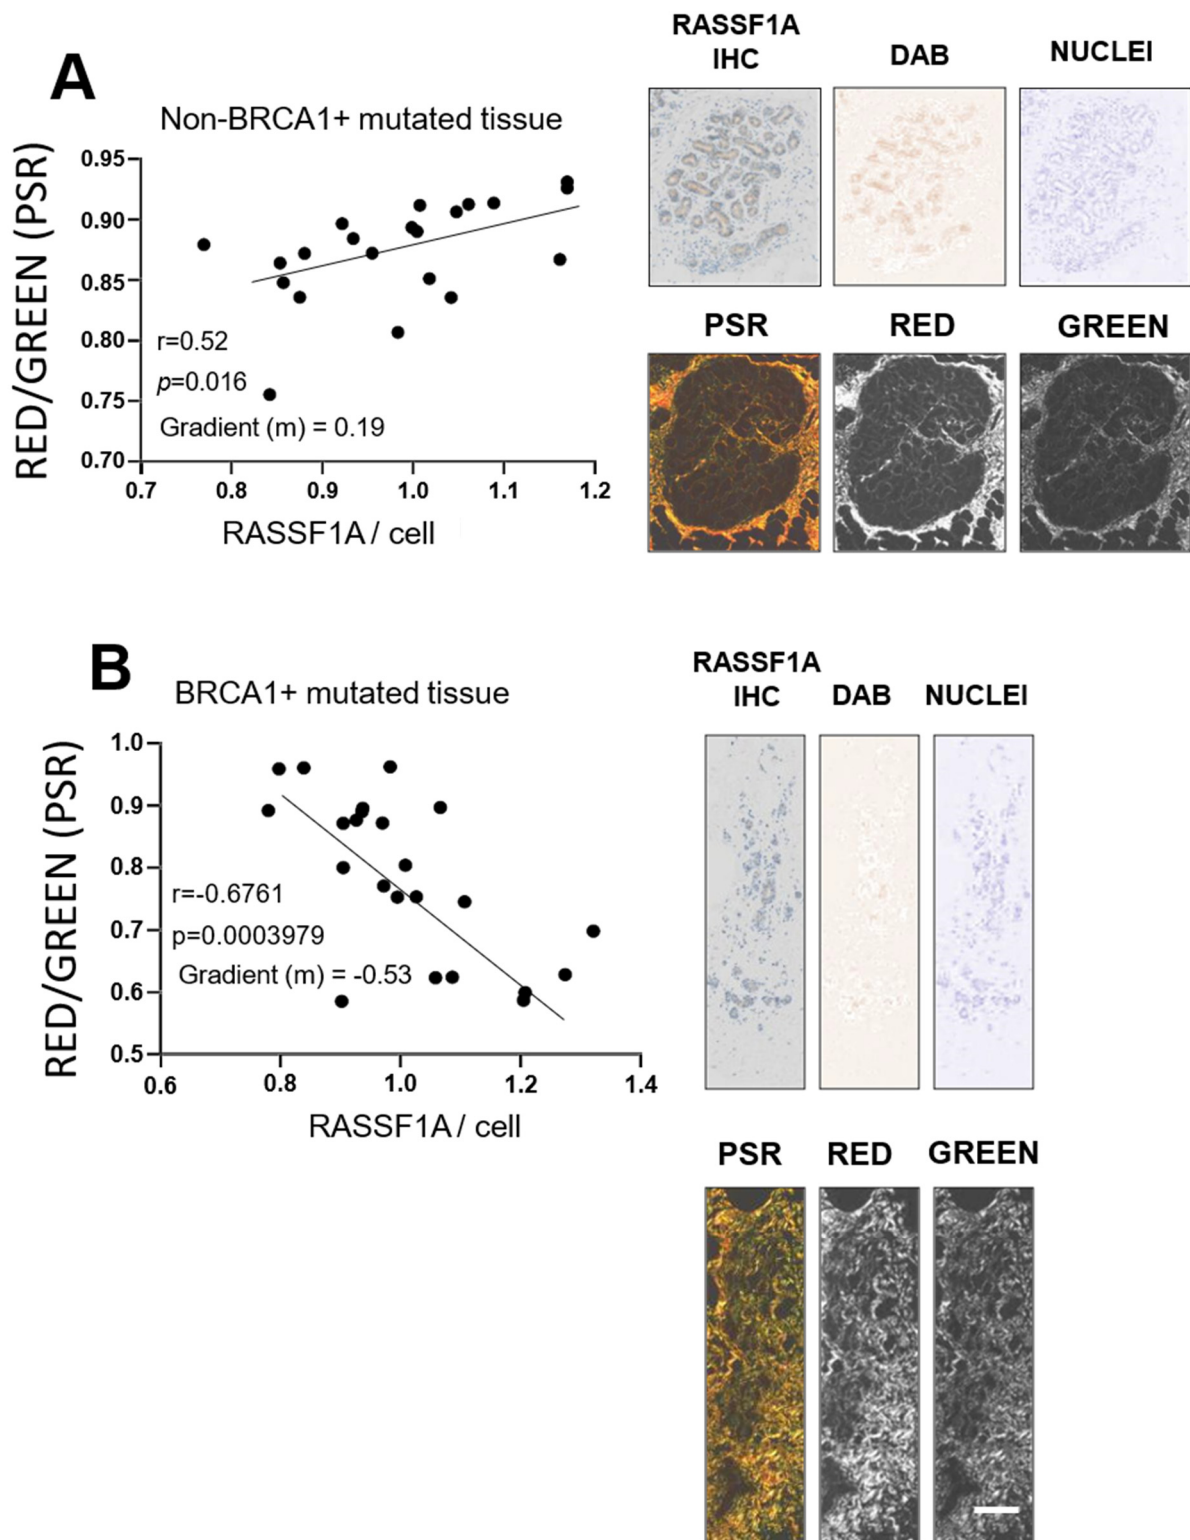 A
Non-BRCA1+ mutated tissue
RED/GREEN (PSR)
0.95
0.90
0.85
0.80
0.75
0.70
r=0.52
p=0.016
Gradient (m) = 0.19
0.7 0.8 0.9 1.0 1.1 1.2
RASSF1A / cell
RASSF1A
IHC
DAB
NUCLEI
PSR
RED
GREEN
B
BRCA1+ mutated tissue
RED/GREEN (PSR)
1.0
0.9
0.8
0.7
0.6
0.5
r=-0.6761
p=0.0003979
Gradient (m) = -0.53
0.6 0.8 1.0 1.2 1.4
RASSF1A / cell
RASSF1A
IHC
DAB
NUCLEI
PSR
RED
GREEN